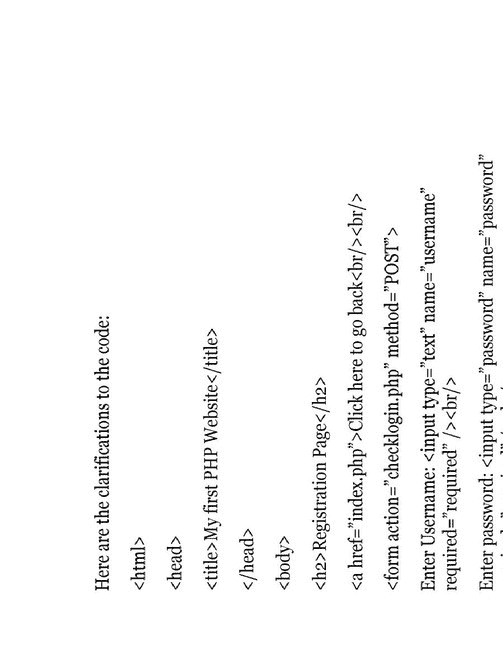 Here are the clarifications to the code:
<html>
<head>
<title>My first PHP Website</title>
</head>
<body>
<h2>Registration Page</h2>
<a href=”index.php”>Click here to go back<br/><br/>
<form action=”checklogin.php” method=”POST”>
Enter Username: <input type=”text” name=”username”
required=”required” /><br/>
Enter password: <input type=”password” name=”password”